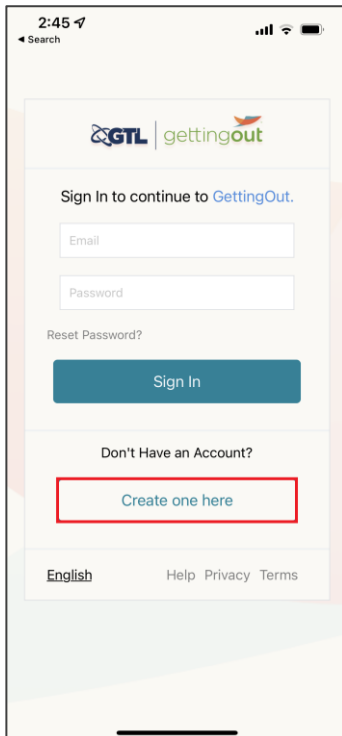 2:45
Search
GTL gettingout
Sign In to continue to GettingOut.
Email
Password
Reset Password?
Sign In
Don't Have an Account?
Create one here
English Help Privacy Terms